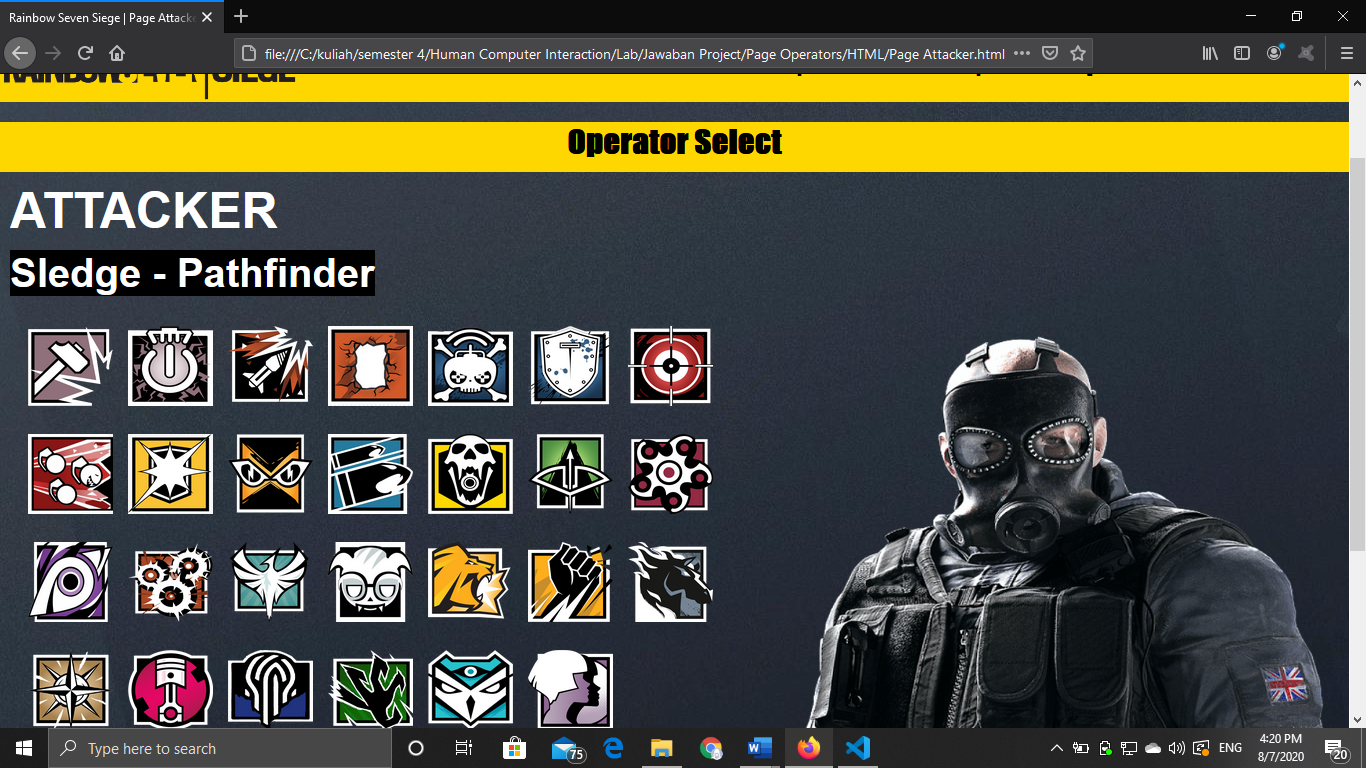 Rainbow Seven Siege | Page Attacke
file:///C:/kuliah/semester 4/Human Computer Interaction/Lab/Jawaban Project/Page Operators/HTML/Page Attacker.html
SIEGE
Operator Select
ATTACKER
Sledge - Pathfinder
Type here to search
75
ENG
4:20 PM
8/7/2020
20